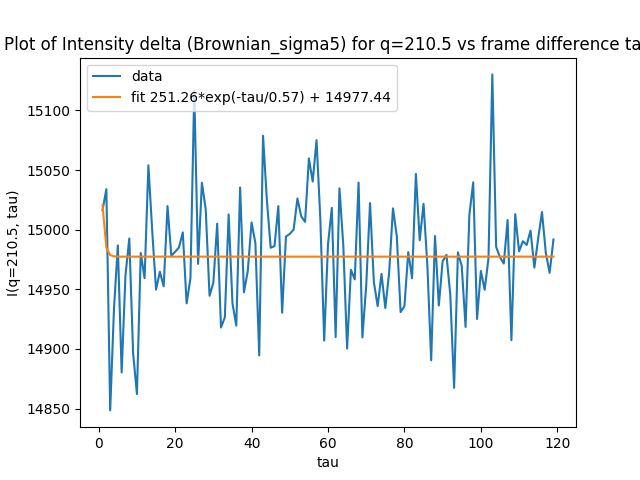 Plot of Intensity delta (Brownian_sigma5) for q=210.5 vs frame difference ta
data
fit 251.26*exp(-tau/0.57) + 14977.44
I(q=210.5, tau)
15100
15050
15000
14950
14900
14850
0 20 40 60 80 100 120
tau